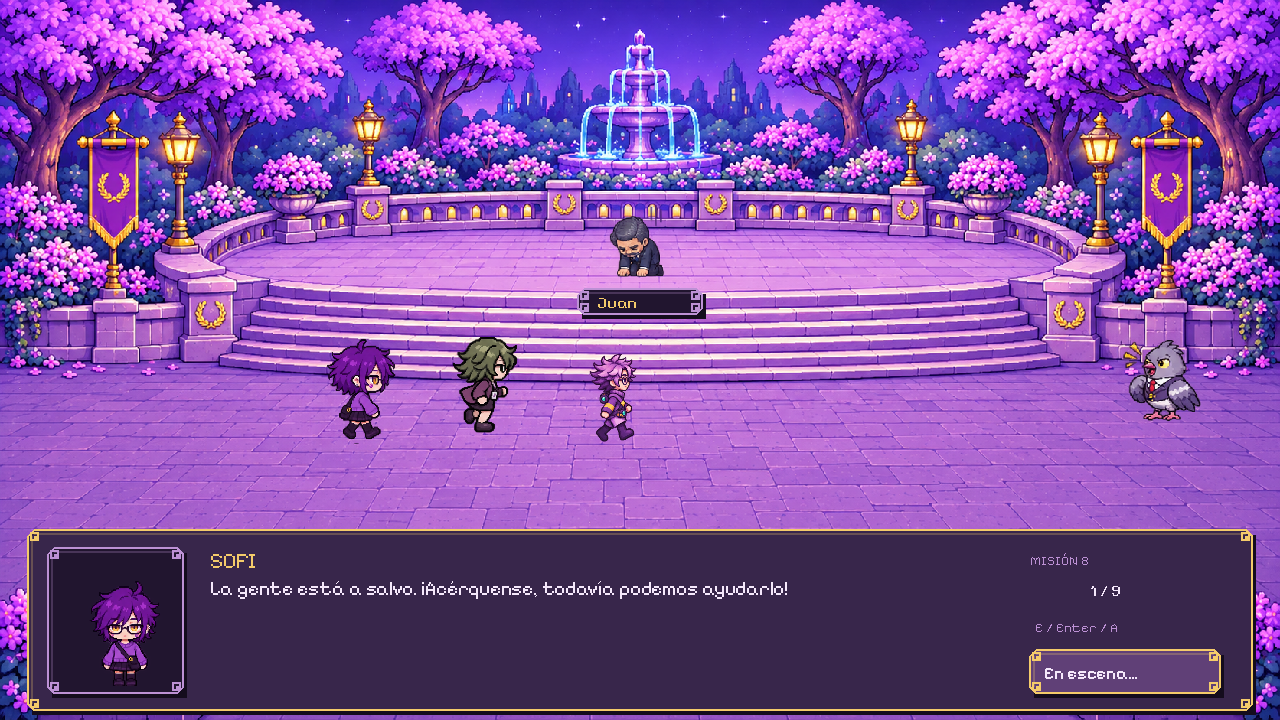 Juan
SOFI
La gente está a salvo. ¡Acérquense, todavía podemos ayudarlo!
MISIÓN 8
1 / 9
E / Enter / A
En escena...